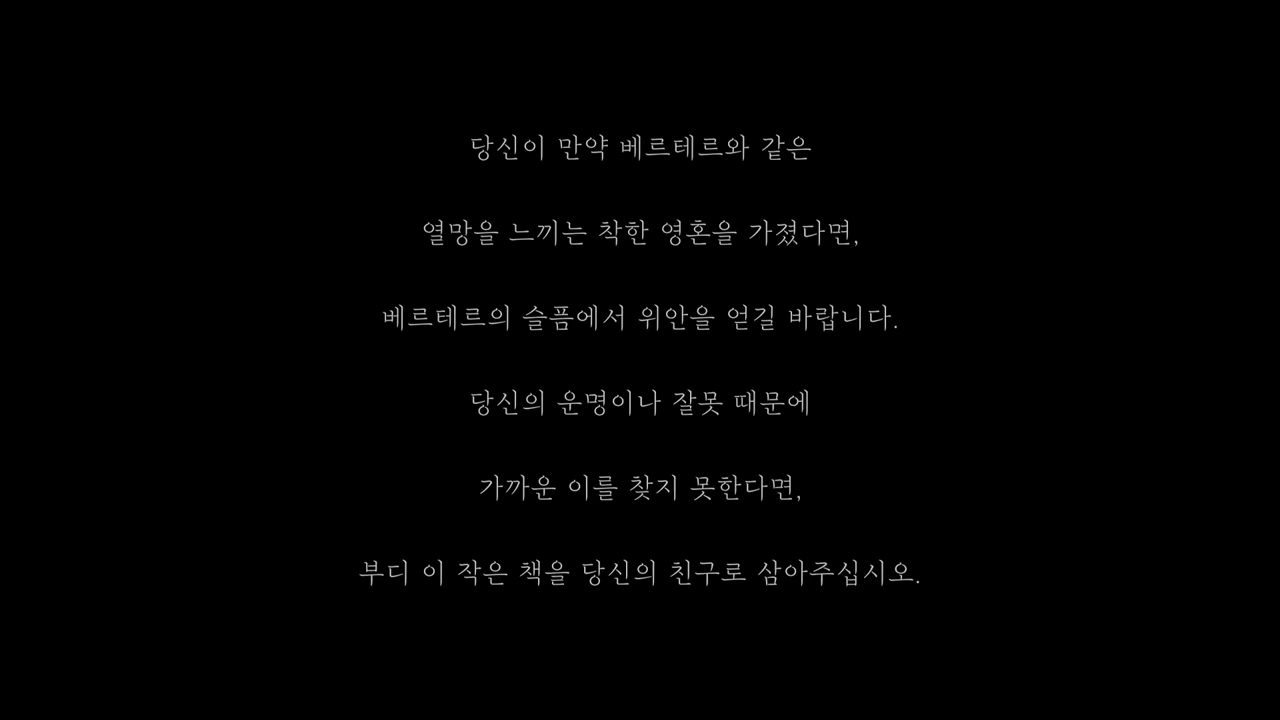 당신이 만약 베르테르와 같은
열망을 느끼는 착한 영혼을 가졌다면,
베르테르의 슬픔에서 위안을 얻길 바랍니다.
당신의 운명이나 잘못 때문에
가까운 이를 찾지 못한다면,
부디 이 작은 책을 당신의 친구로 삼아주십시오.